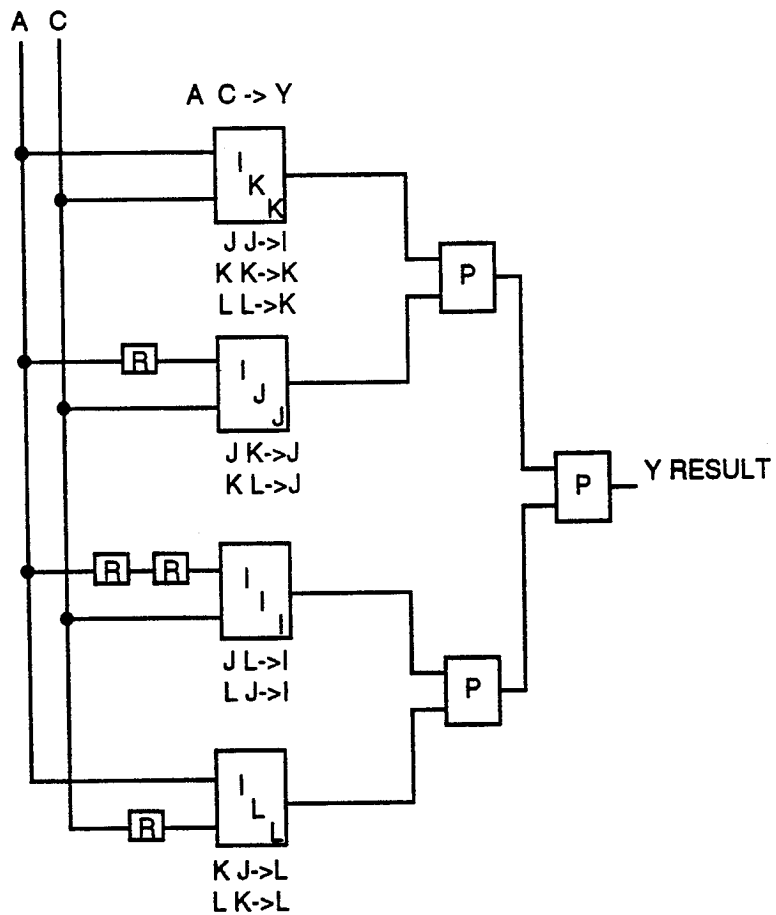 A C
A C -> Y
I
K
K
J J->I
K K->K
L L->K
P
R
I
J
J
J K->J
K L->J
P
Y RESULT
R R
I
I
I
J L->I
L J->I
P
I
L
L
R
K J->L
L K->L